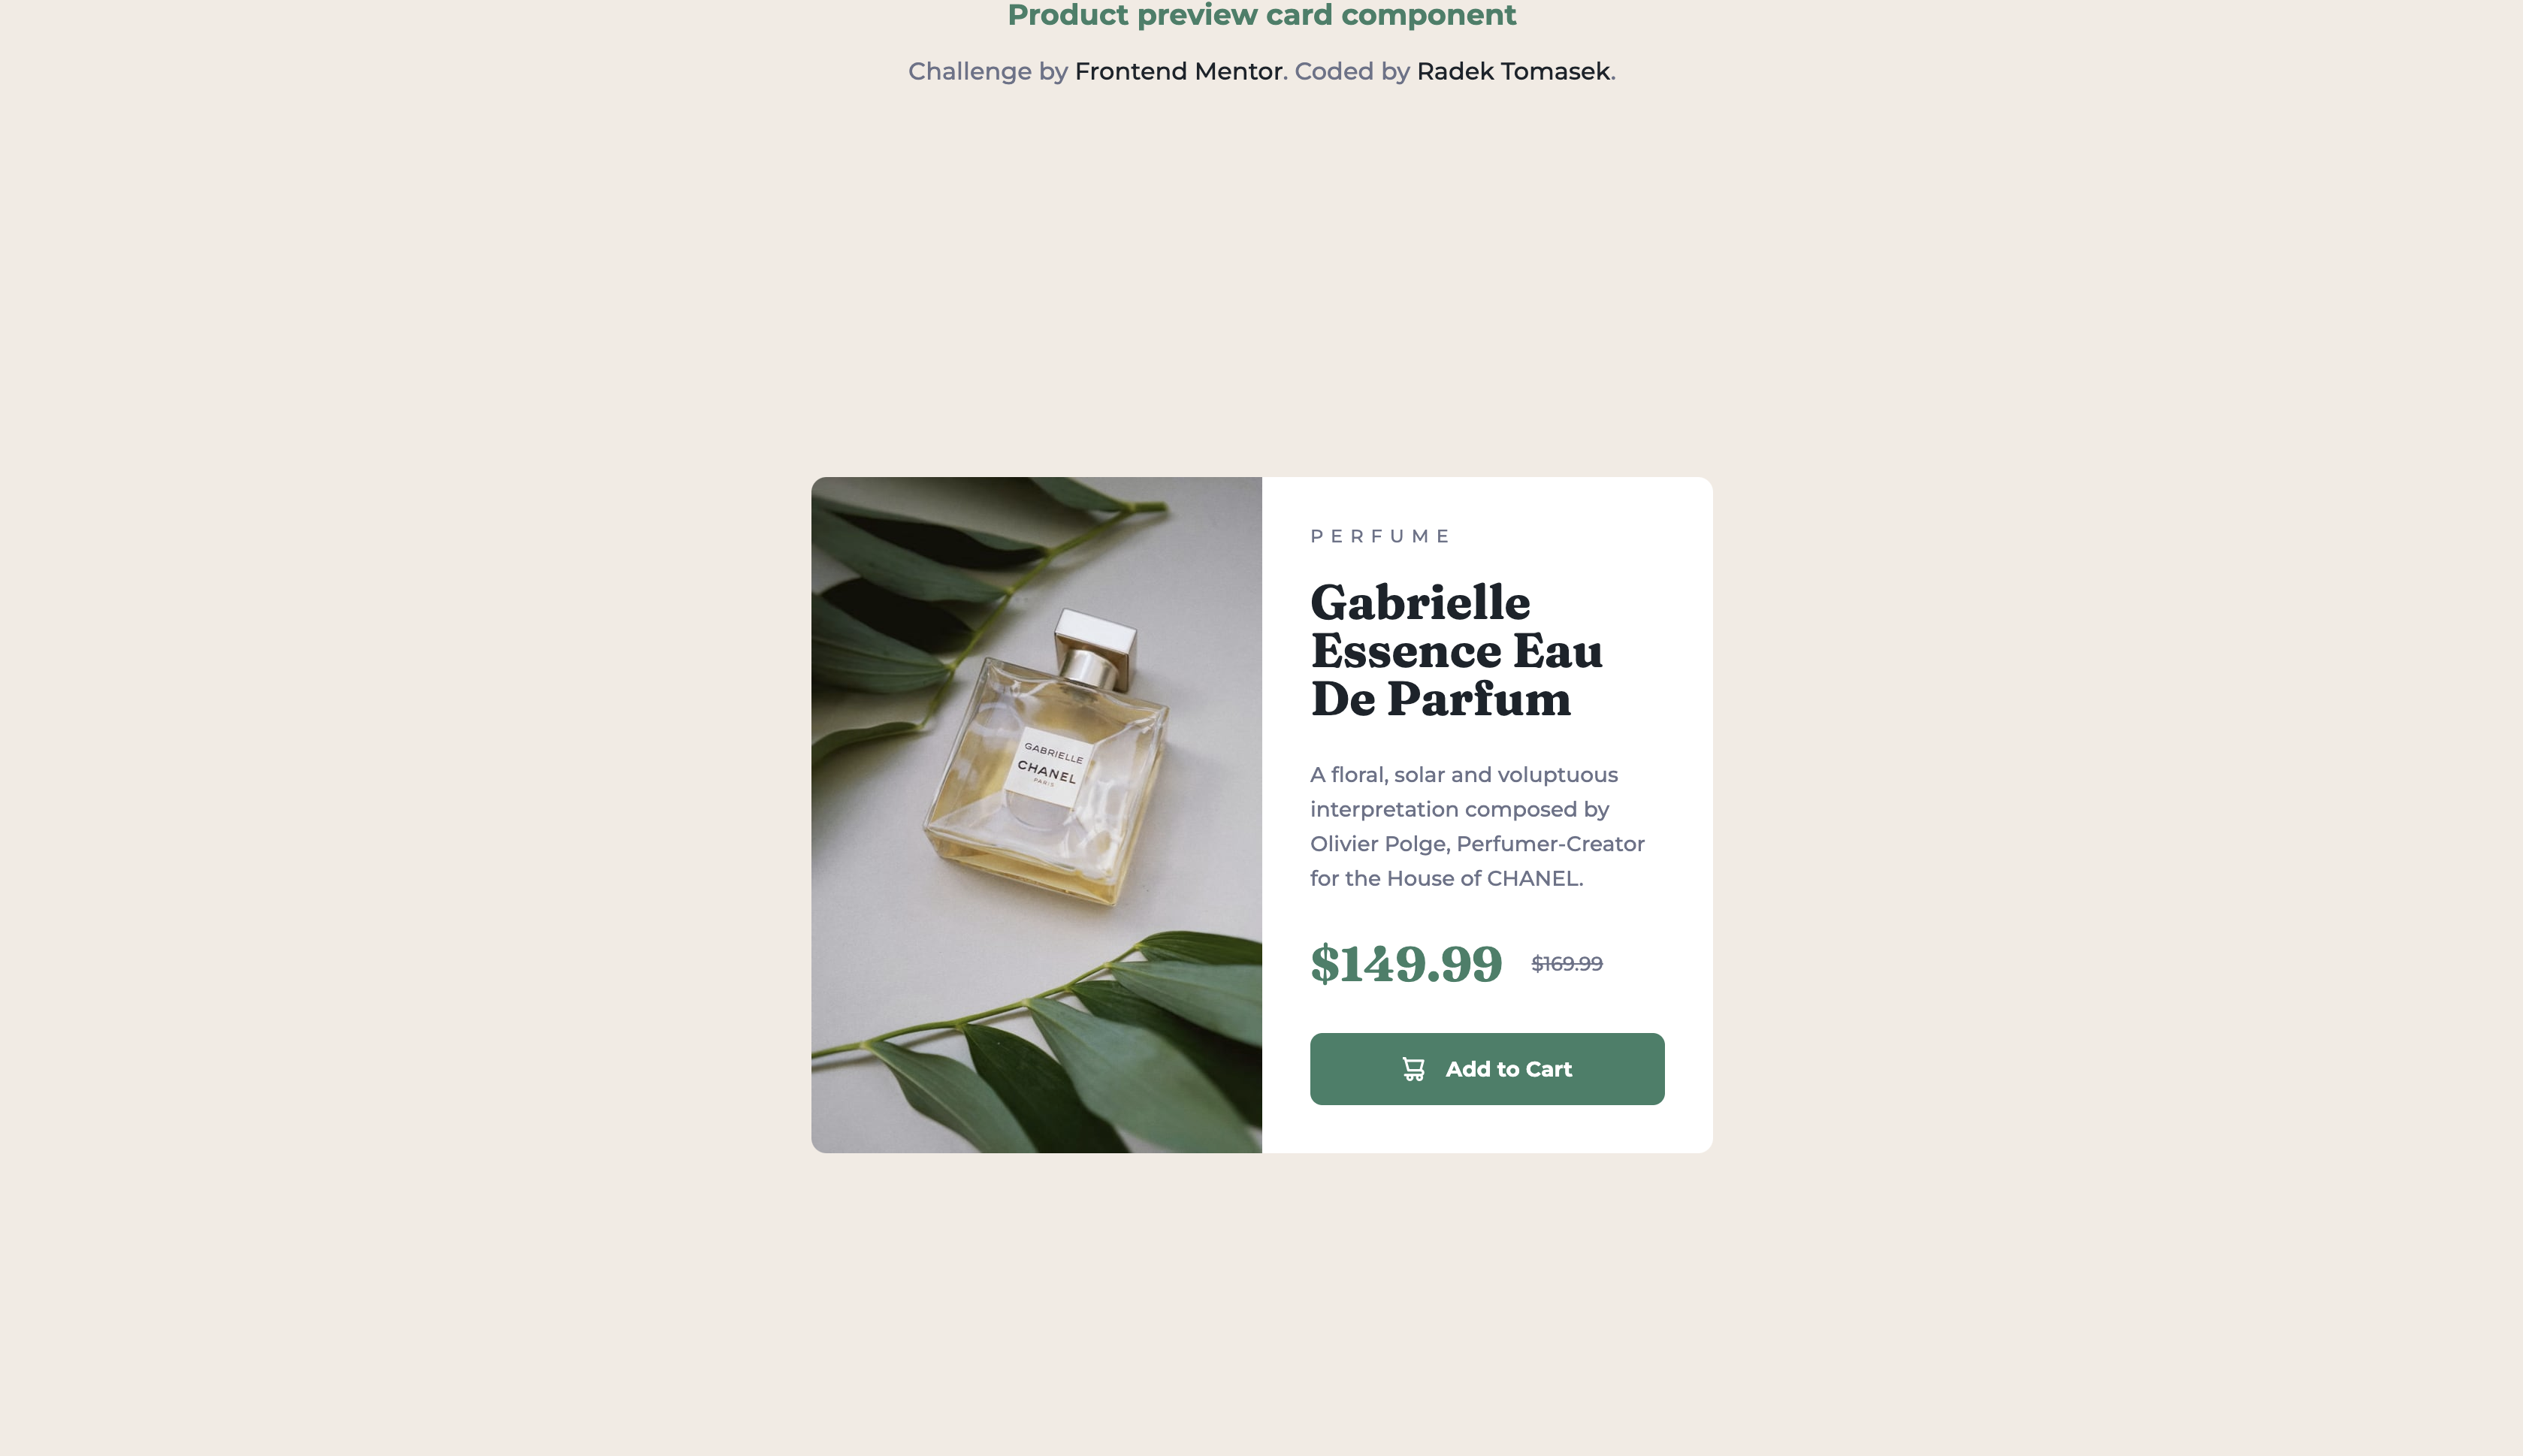 Product preview card component
Challenge by Frontend Mentor. Coded by Radek Tomasek.
GABRIELLE
CHANEL
PARIS
PERFUME
Gabrielle
Essence Eau
De Parfum
A floral, solar and voluptuous
interpretation composed by
Olivier Polge, Perfumer-Creator
for the House of CHANEL.
$149.99 $169.99
Add to Cart